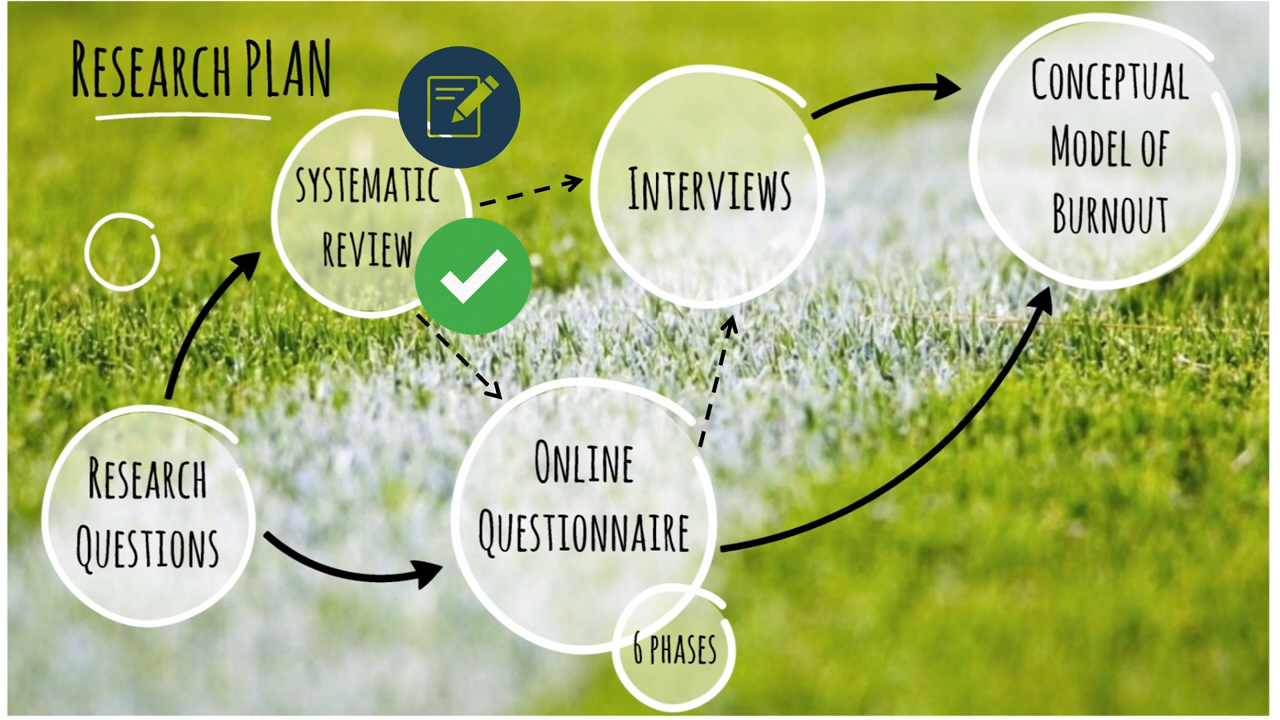 RESEARCH PLAN
SYSTEMATIC
REVIEW
INTERVIEWS
CONCEPTUAL
MODEL OF
BURNOUT
RESEARCH
QUESTIONS
ONLINE
QUESTIONNAIRE
6 PHASES